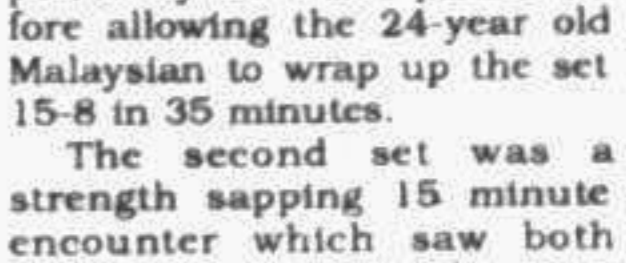 fore allowing the 24-year old
Malaysian to wrap up the set
15-8 in 35 minutes.
The second set was a
strength sapping 15 minute
encounter which saw both